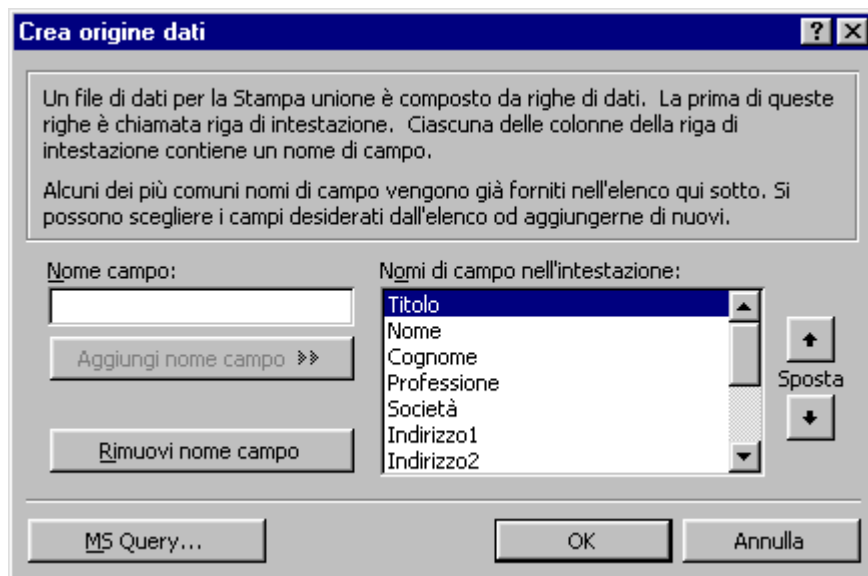 Crea origine dati
Un file di dati per la Stampa unione è composto da righe di dati. La prima di queste
righe è chiamata riga di intestazione. Ciascuna delle colonne della riga di
intestazione contiene un nome di campo.
Alcuni dei più comuni nomi di campo vengono già forniti nell'elenco qui sotto. Si
possono scegliere i campi desiderati dall'elenco od aggiungerne di nuovi.
Nome campo:
Nomi di campo nell'intestazione:
Aggiungi nome campo
Rimuovi nome campo
Titolo
Nome
Cognome
Professione
Società
Indirizzo1
Indirizzo2
Sposta
MS Query...
OK
Annulla